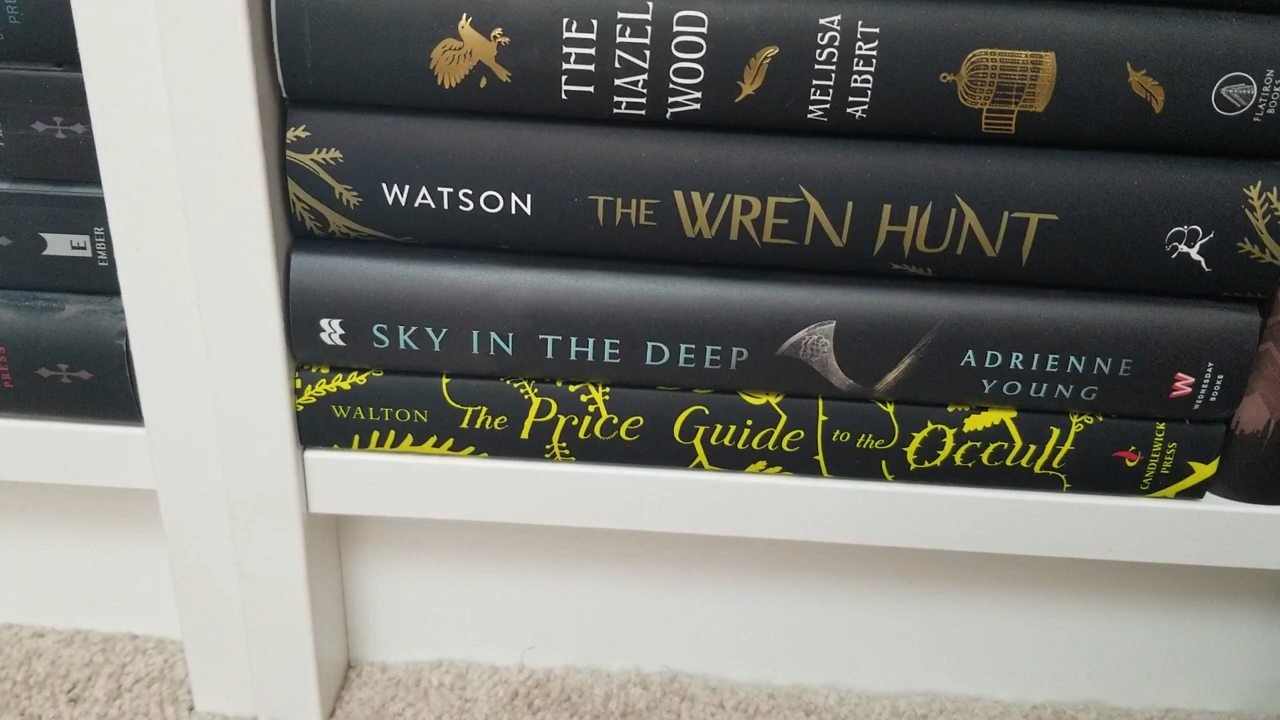 THE
HAZEL
WOOD
MELISSA
ALBERT
FLATIRON
BOOKS
WATSON THE WREN HUNT
SKY IN THE DEEP ADRIENNE
YOUNG
WEDNESDAY
BOOKS
WALTON The Price Guide to the Occult
CANDLEWICK
PRESS
E
EMBER
PRESS